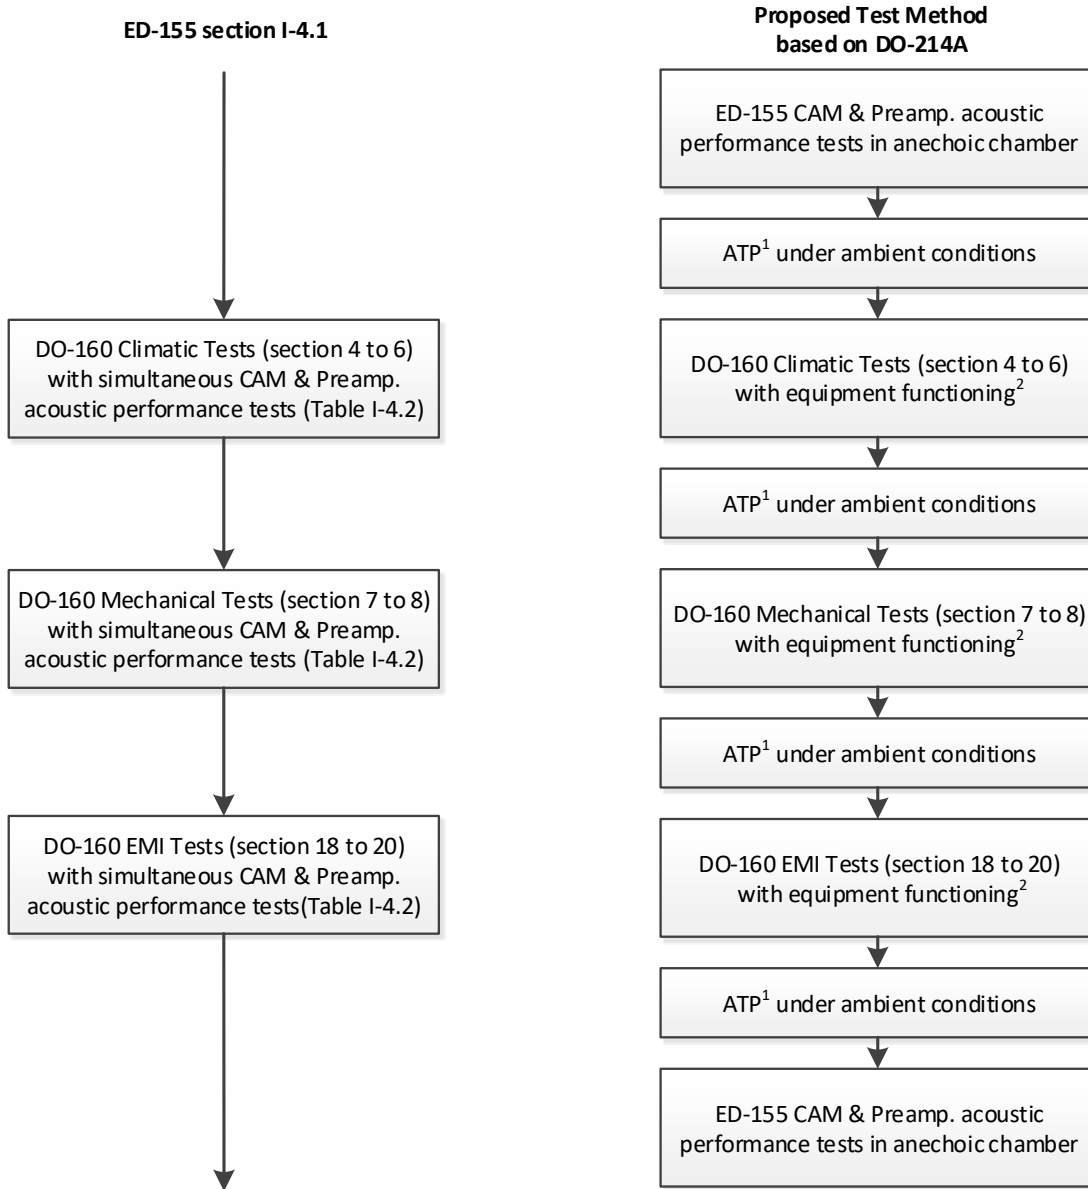 ED-155 section I-4.1
DO-160 Climatic Tests (section 4 to 6)
with simultaneous CAM & Preamp.
acoustic performance tests (Table I-4.2)
DO-160 Mechanical Tests (section 7 to 8)
with simultaneous CAM & Preamp.
acoustic performance tests (Table I-4.2)
DO-160 EMI Tests (section 18 to 20)
with simultaneous CAM & Preamp.
acoustic performance tests(Table I-4.2)
Proposed Test Method
based on DO-214A
ED-155 CAM & Preamp. acoustic
performance tests in anechoic chamber
ATP¹ under ambient conditions
DO-160 Climatic Tests (section 4 to 6)
with equipment functioning²
ATP¹ under ambient conditions
DO-160 Mechanical Tests (section 7 to 8)
with equipment functioning²
ATP¹ under ambient conditions
DO-160 EMI Tests (section 18 to 20)
with equipment functioning²
ATP¹ under ambient conditions
ED-155 CAM & Preamp. acoustic
performance tests in anechoic chamber